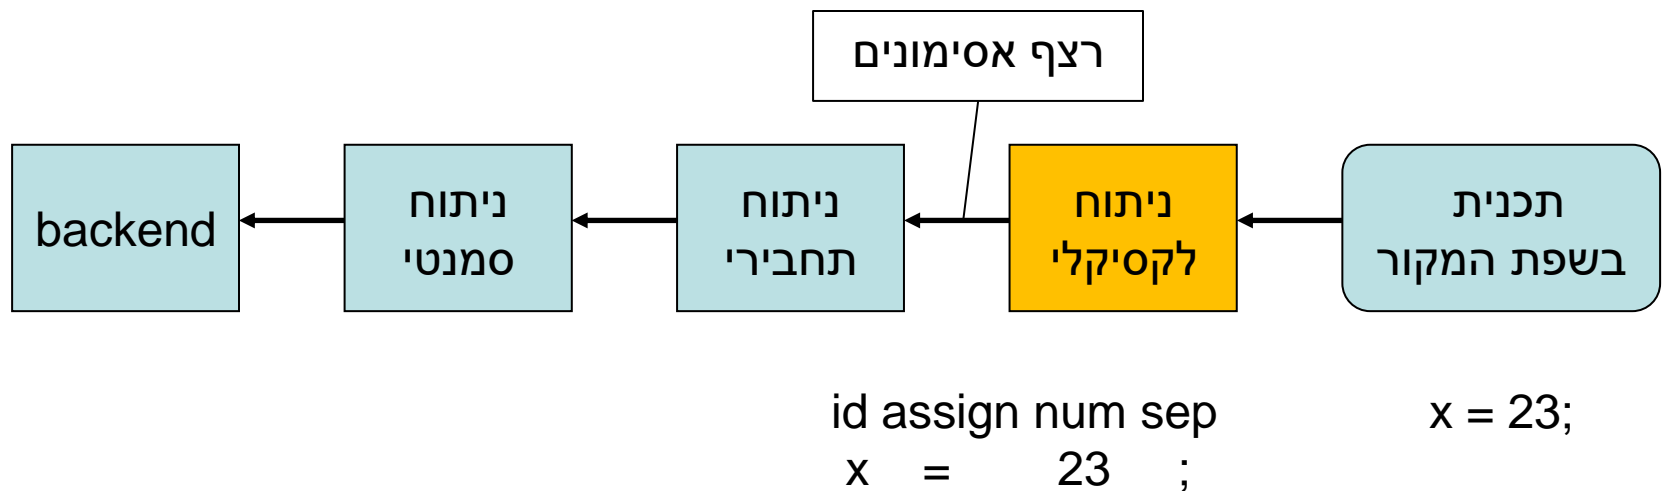 רצף אסימונים
תכנית
בשפת המקור
ניתוח
לקסיקלי
ניתוח
תחבירי
ניתוח
סמנטי
backend
x = 23;
id assign num sep
x = 23 ;